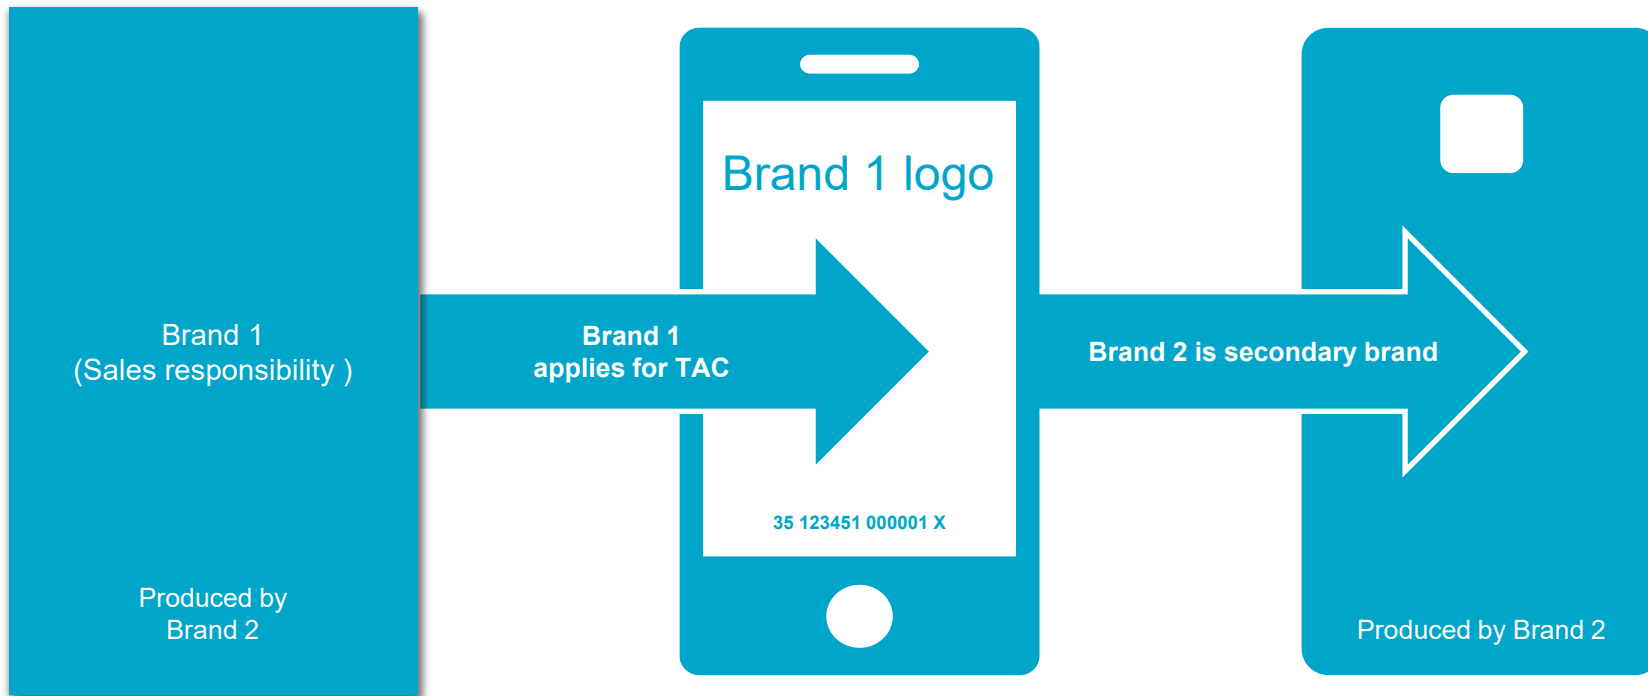 Brand 1
(Sales responsibility )
Produced by
Brand 2
Brand 1
applies for TAC
Brand 1 logo
35 123451 000001 X
Brand 2 is secondary brand
Produced by Brand 2